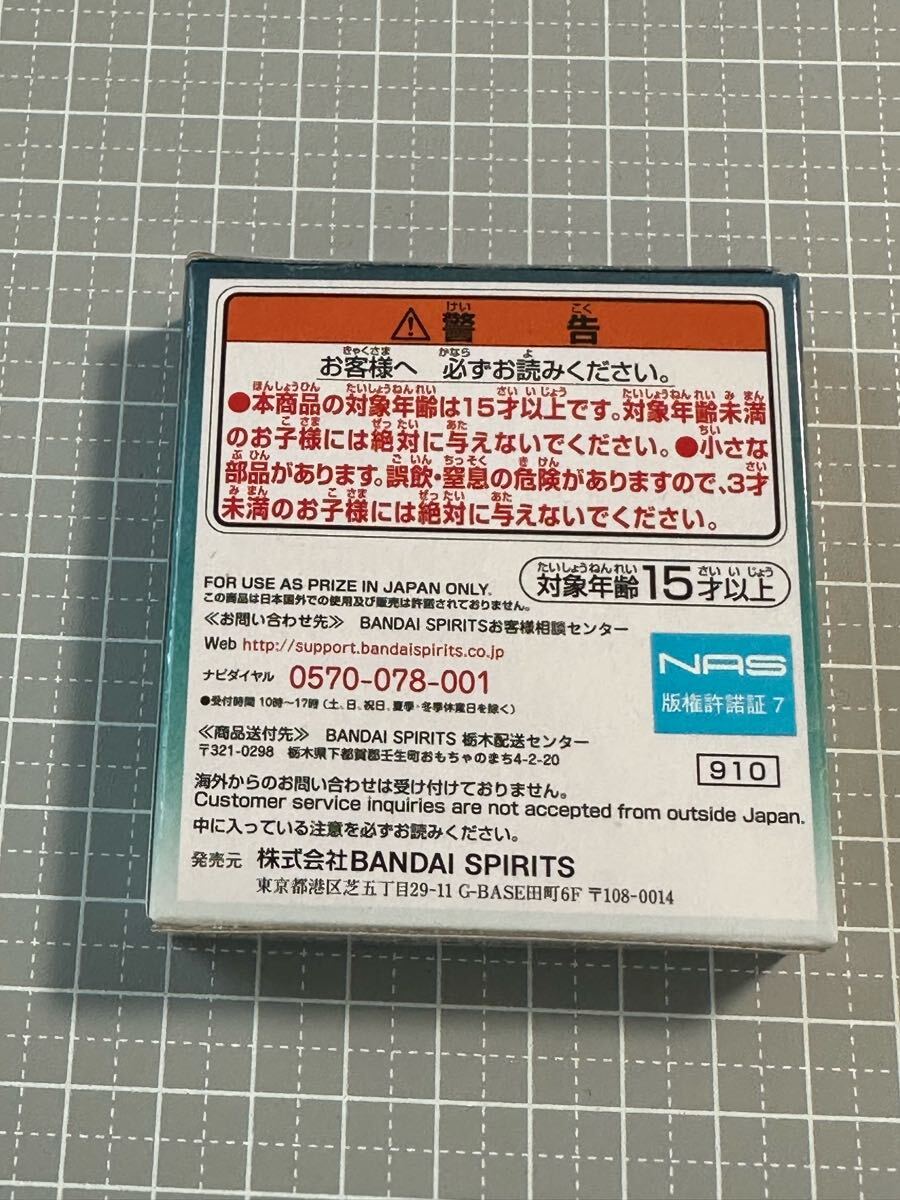 ⚠警告
お客様へ 必ずお読みください。
●本商品の対象年齢は15才以上です。対象年齢未満
のお子様には絶対に与えないでください。●小さな
部品があります。誤飲・窒息の危険がありますので、3才
未満のお子様には絶対に与えないでください。
対象年齢15才以上
FOR USE AS PRIZE IN JAPAN ONLY.
この商品は日本国外での使用及び販売は許諾されておりません。
≪お問い合わせ先≫ BANDAI SPIRITSお客様相談センター
Web http://support.bandaispirits.co.jp
ナビダイヤル 0570-078-001
●受付時間 10時～17時(土、日、祝日、夏季・冬季休業日を除く)
NAS
版権許諾証7
≪商品送付先≫ BANDAI SPIRITS 栃木配送センター
〒321-0298 栃木県下都賀郡壬生町おもちゃのまち4-2-20
910
海外からのお問い合わせは受け付けておりません。
Customer service inquiries are not accepted from outside Japan.
中に入っている注意を必ずお読みください。
発売元 株式会社BANDAI SPIRITS
東京都港区芝五丁目29-11 G-BASE田町6F 〒108-0014